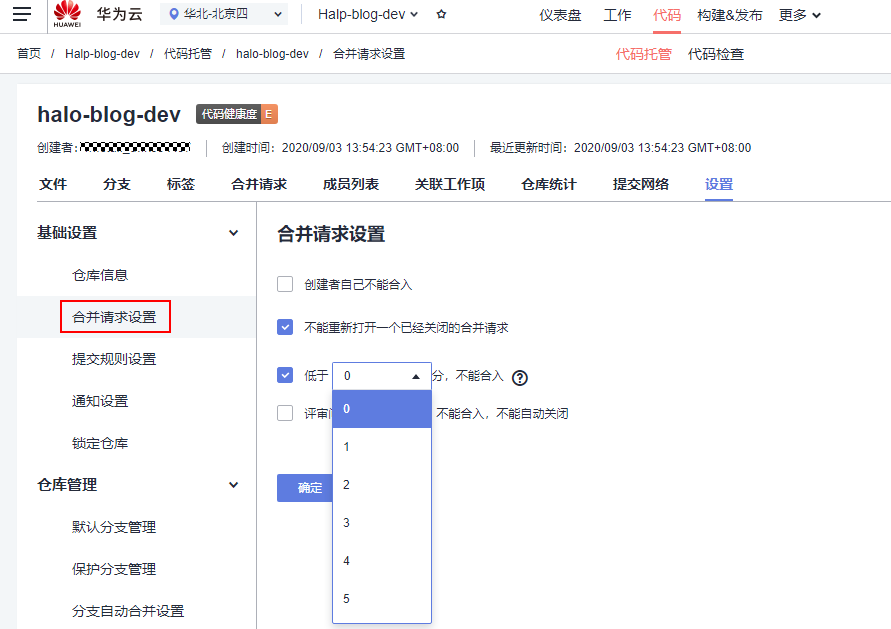 HUAWEI 华为云 华北-北京四 Halp-blog-dev 仪表盘 工作 代码 构建&发布 更多
首页 / Halp-blog-dev / 代码托管 / halo-blog-dev / 合并请求设置 代码托管 代码检查
halo-blog-dev 代码健康度 E
创建者: 创建时间: 2020/09/03 13:54:23 GMT+08:00 最近更新时间: 2020/09/03 13:54:23 GMT+08:00
文件 分支 标签 合并请求 成员列表 关联工作项 仓库统计 提交网络 设置
基础设置
仓库信息
合并请求设置
提交规则设置
通知设置
锁定仓库
仓库管理
默认分支管理
保护分支管理
分支自动合并设置
合并请求设置
创建者自己不能合入
不能重新打开一个已经关闭的合并请求
低于 0 分, 不能合入 ?
评审 不能合入, 不能自动关闭
0
1
2
3
4
5
确定